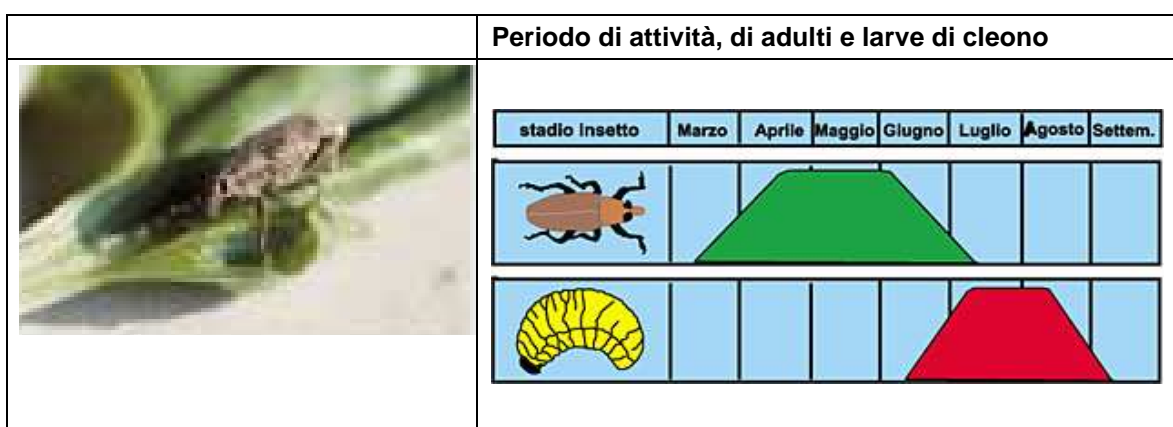 Periodo di attività, di adulti e larve di cleono
stadio insetto Marzo Aprile Maggio Giugno Luglio Agosto Settem.